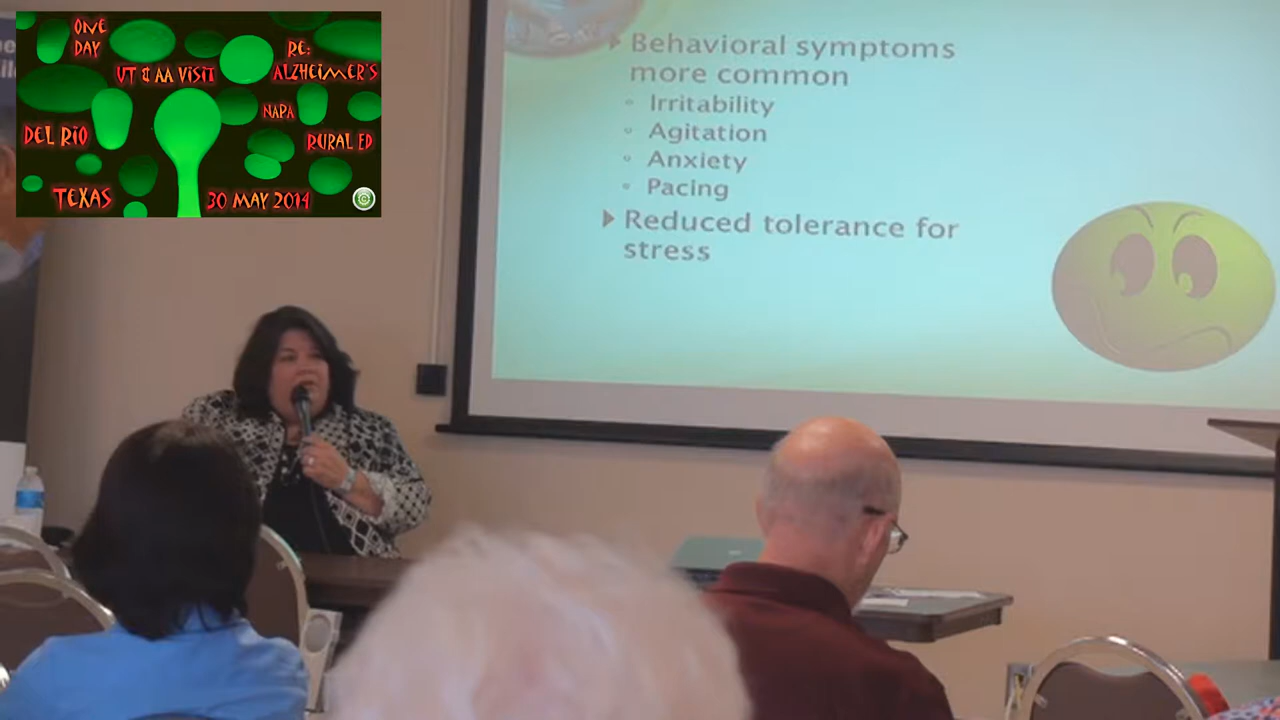 ONE
DAY
UT & AA VISIT
RE:
ALZHEIMER'S
NAPA
DEL RIO
RURAL ED
TEXAS
30 MAY 2014
Behavioral symptoms
more common
Irritability
Agitation
Anxiety
Pacing
Reduced tolerance for
stress